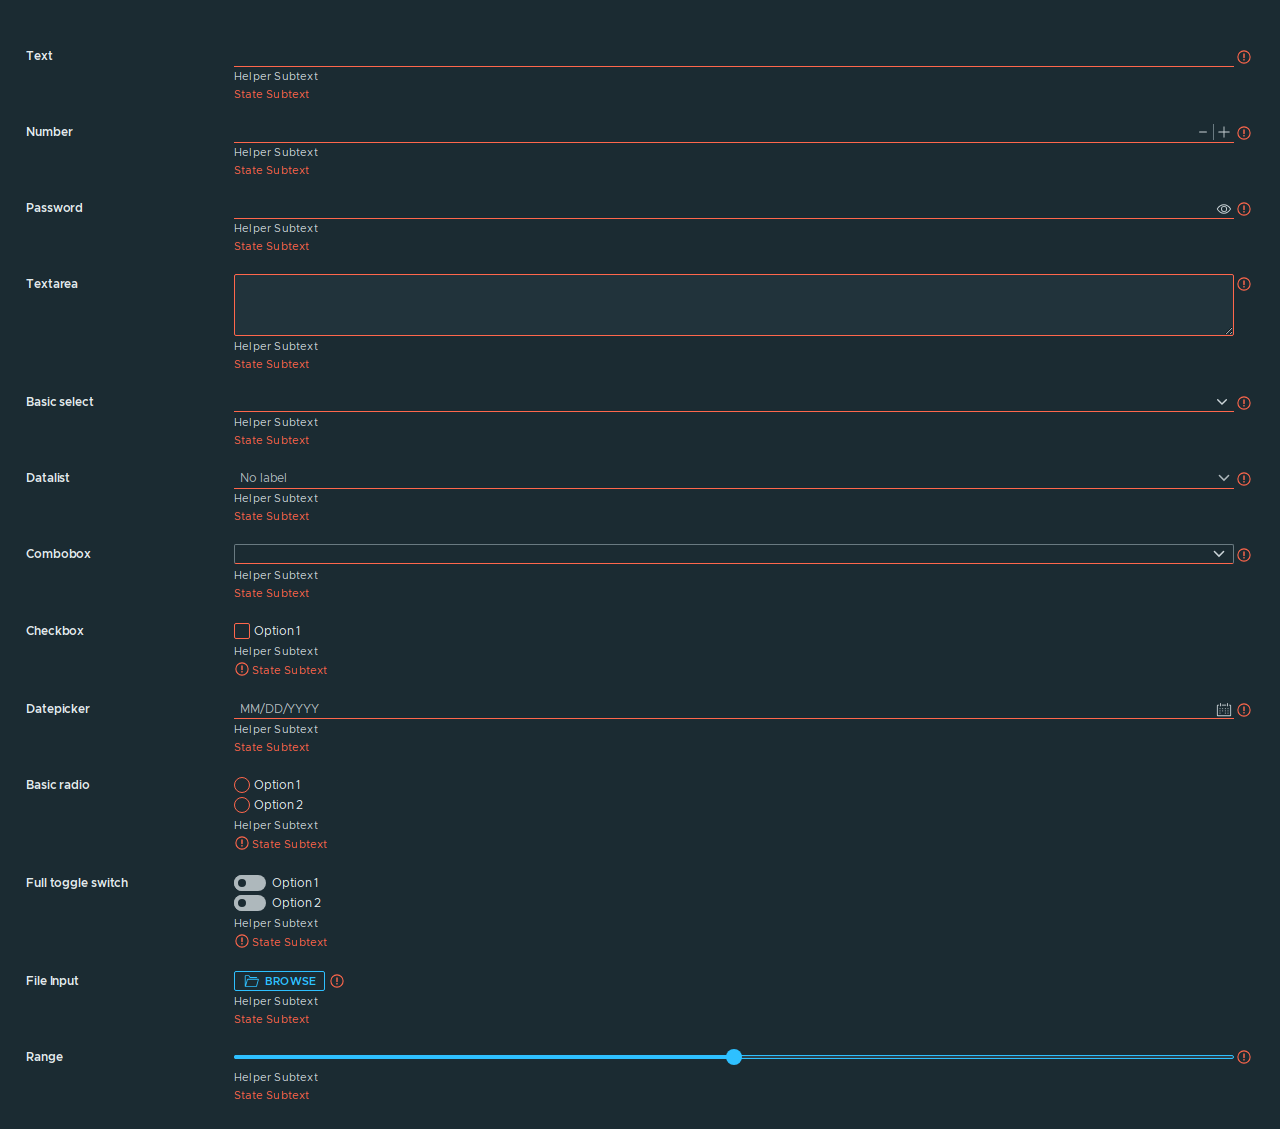 Text
Helper Subtext
State Subtext
Number
Helper Subtext
State Subtext
Password
Helper Subtext
State Subtext
Textarea
Helper Subtext
State Subtext
Basic select
Helper Subtext
State Subtext
Datalist
No label
Helper Subtext
State Subtext
Combobox
Helper Subtext
State Subtext
Checkbox
Option 1
Helper Subtext
State Subtext
Datepicker
MM/DD/YYYY
Helper Subtext
State Subtext
Basic radio
Option 1
Option 2
Helper Subtext
State Subtext
Full toggle switch
Option 1
Option 2
Helper Subtext
State Subtext
File Input
BROWSE
Helper Subtext
State Subtext
Range
Helper Subtext
State Subtext